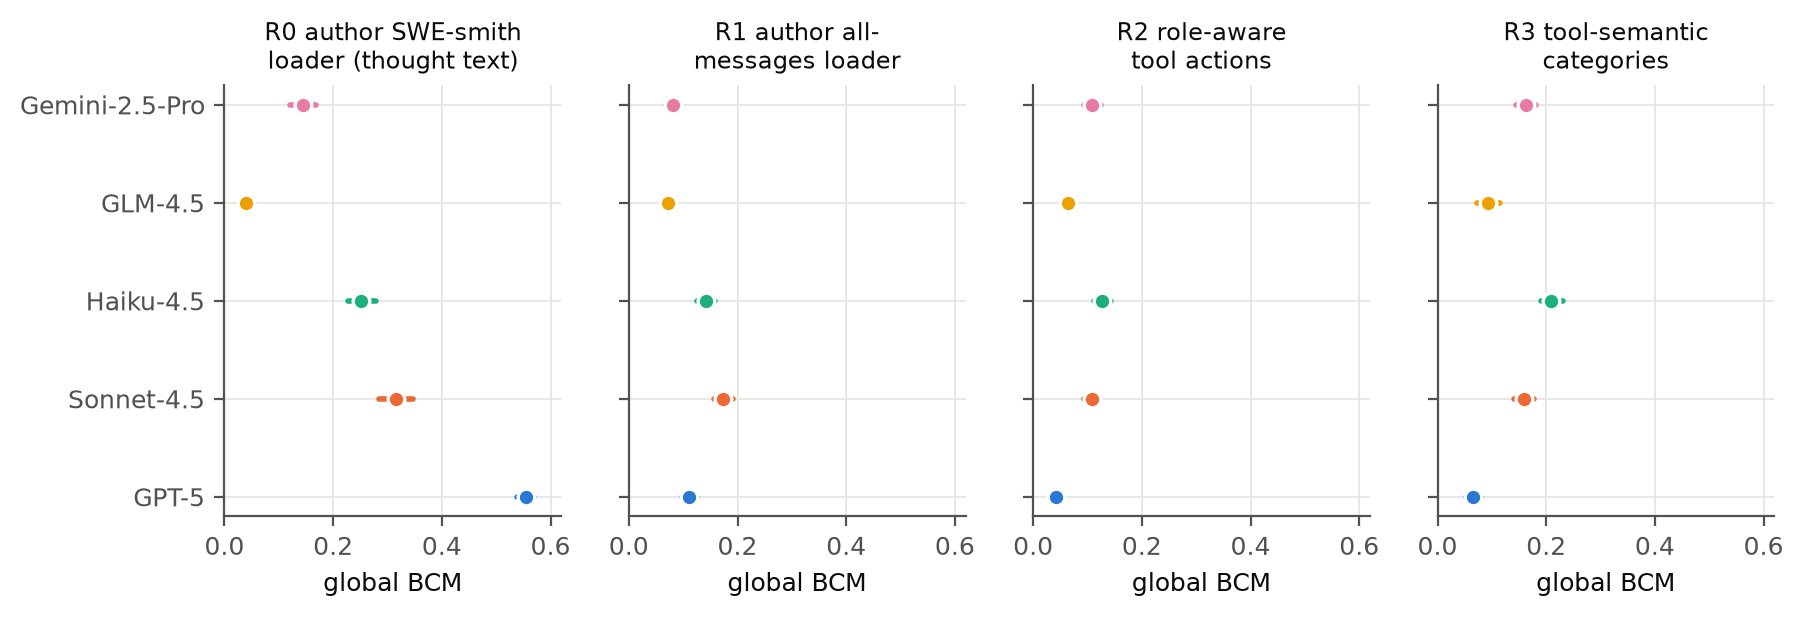 R0 author SWE-smith
loader (thought text)
R1 author all-
messages loader
R2 role-aware
tool actions
R3 tool-semantic
categories
Gemini-2.5-Pro
GLM-4.5
Haiku-4.5
Sonnet-4.5
GPT-5
0.0 0.2 0.4 0.6
0.0 0.2 0.4 0.6
0.0 0.2 0.4 0.6
0.0 0.2 0.4 0.6
global BCM
global BCM
global BCM
global BCM